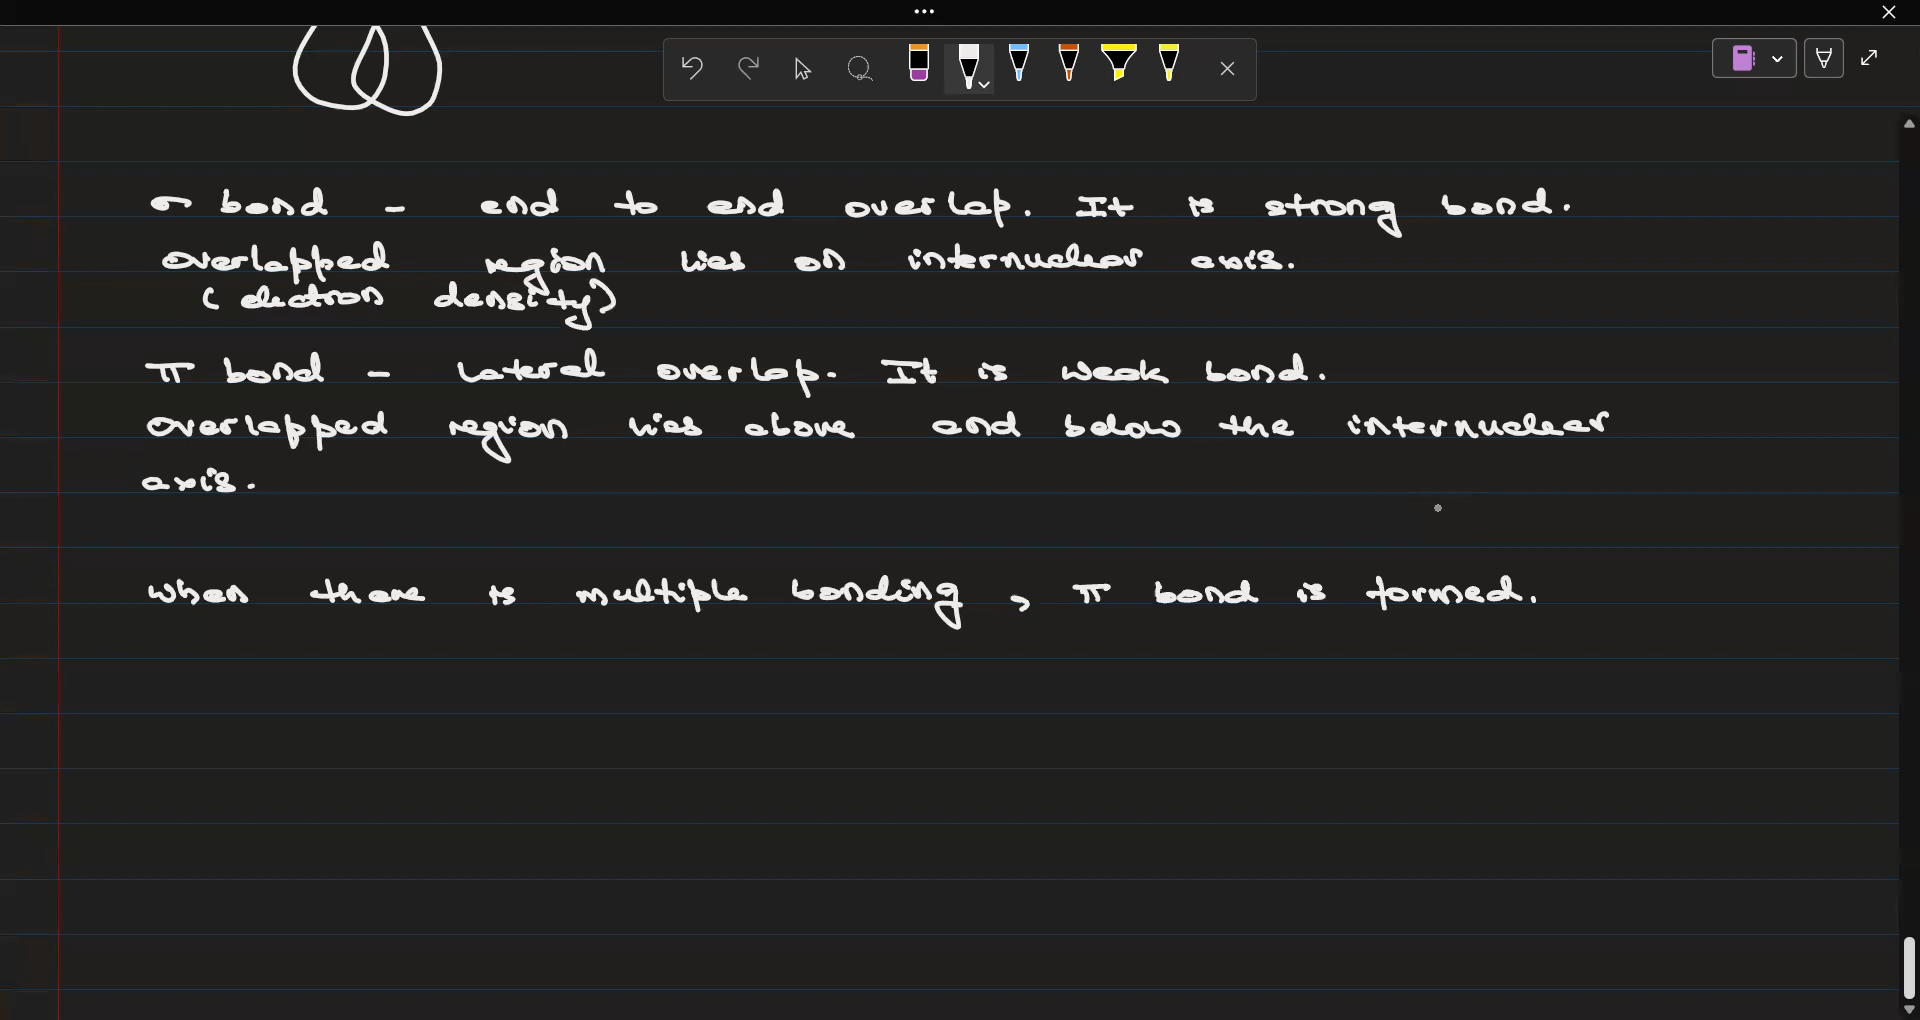 σ bond - end to end overlap. It is strong bond.
overlapped region lies on internuclear axis.
(electron density)
π bond - Lateral overlap. It is weak bond.
overlapped region lies above and below the internuclear
axis.
when there is multiple bonding, π bond is formed.